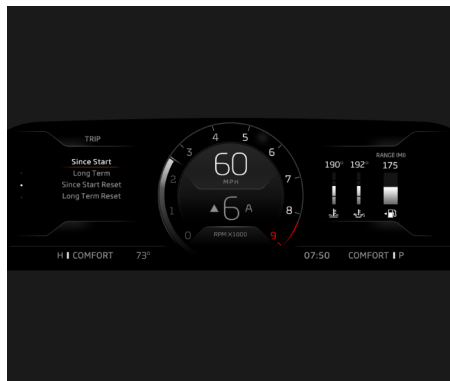 TRIP
Since Start
Long Term
Since Start Reset
Long Term Reset
0
1
2
3
4
5
6
7
8
9
60
MPH
6 A
RPM X1000
RANGE (MI)
190° 192° 175
H COMFORT 73°
07:50 COMFORT P